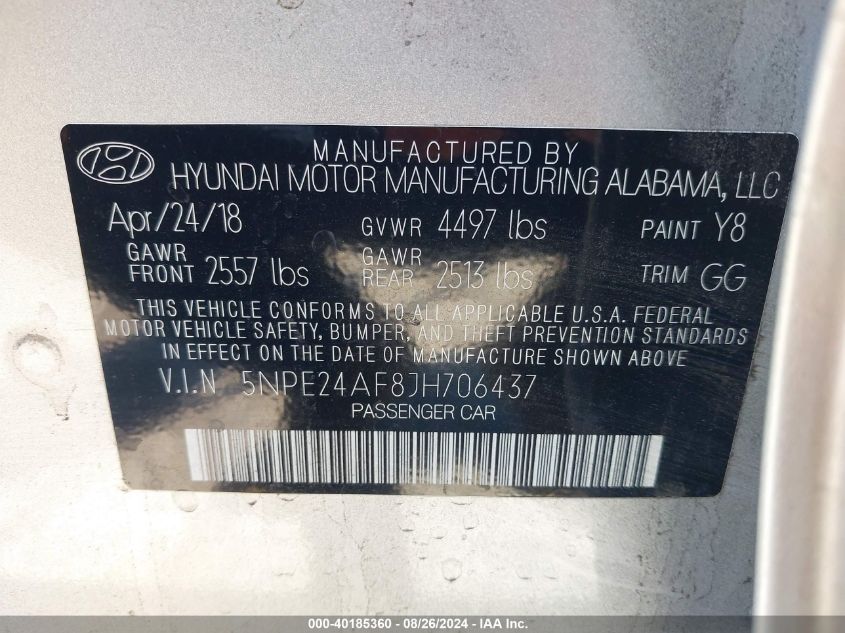 MANUFACTURED BY
HYUNDAI MOTOR MANUFACTURING ALABAMA, LLC
Apr/24/18 GVWR 4497 lbs PAINT Y8
GAWR FRONT 2557 lbs GAWR REAR 2513 lbs TRIM GG
THIS VEHICLE CONFORMS TO ALL APPLICABLE U.S.A. FEDERAL
MOTOR VEHICLE SAFETY, BUMPER, AND THEFT PREVENTION STANDARDS
IN EFFECT ON THE DATE OF MANUFACTURE SHOWN ABOVE
V.I.N 5NPE24AF8JH706437
PASSENGER CAR
000-40185360 - 08/26/2024 - IAA Inc.